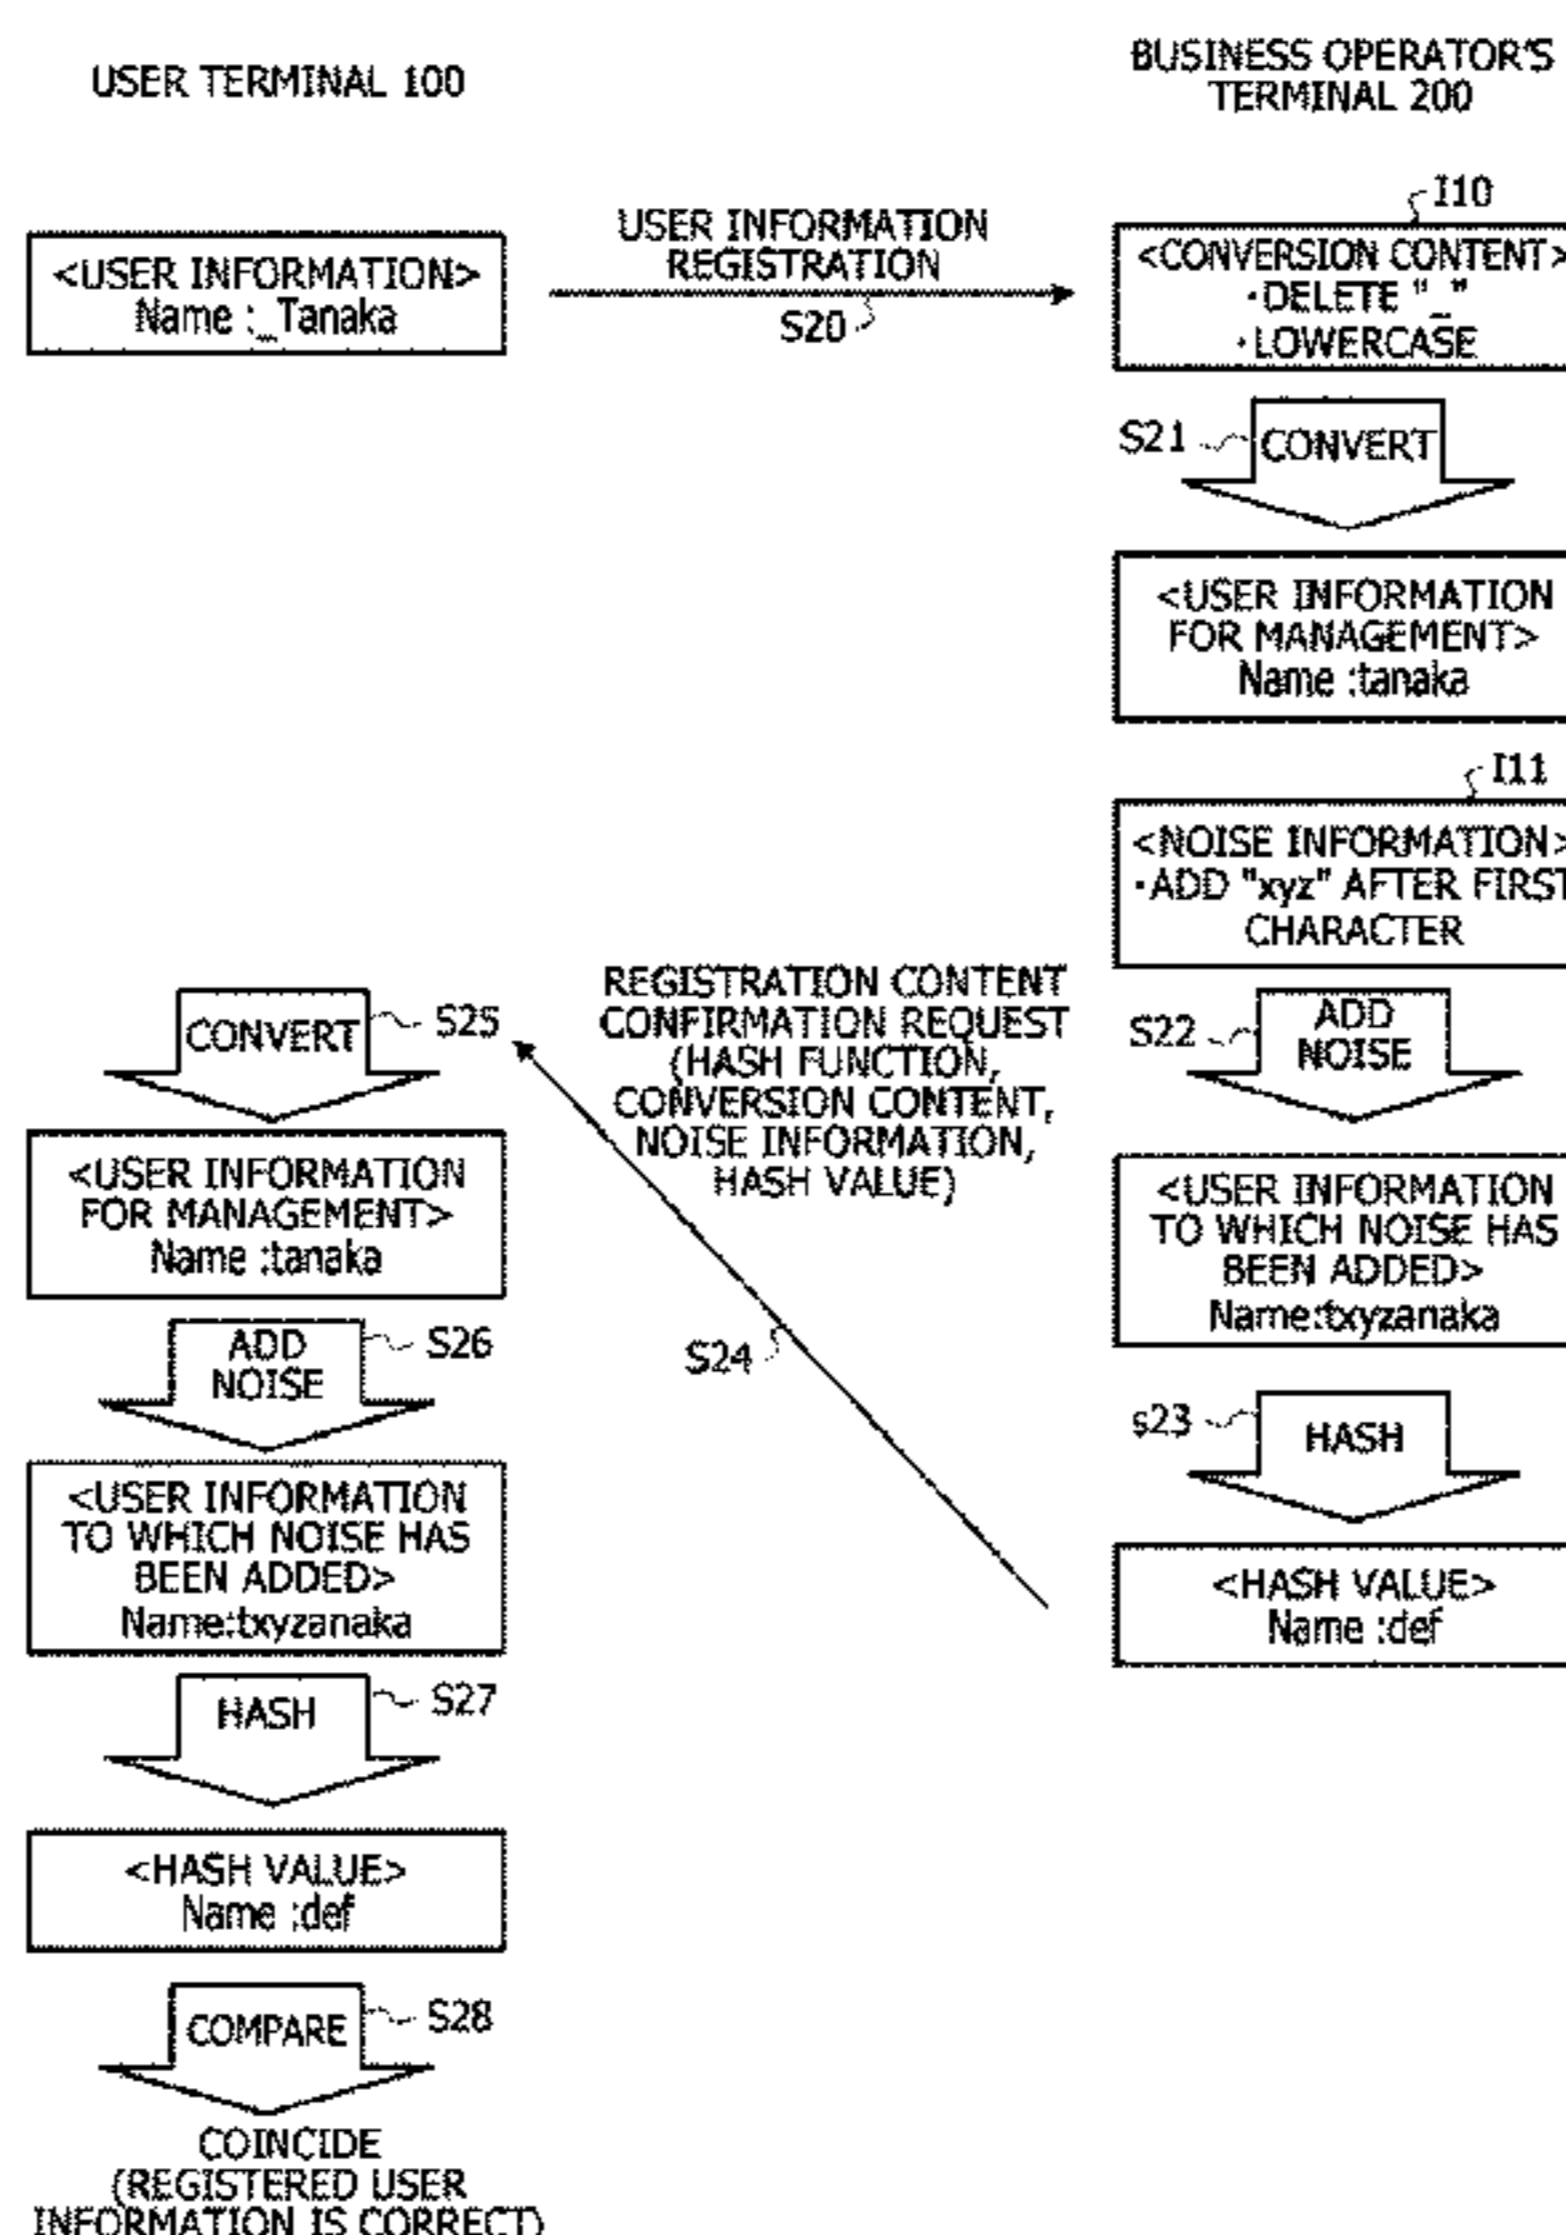 USER TERMINAL 100
BUSINESS OPERATOR'S
TERMINAL 200
<USER INFORMATION>
Name :_Tanaka
USER INFORMATION
REGISTRATION
S20
I10
<CONVERSION CONTENT>
・DELETE "_"
・LOWERCASE
S21
CONVERT
<USER INFORMATION
FOR MANAGEMENT>
Name :tanaka
I11
<NOISE INFORMATION>
・ADD "xyz" AFTER FIRST
CHARACTER
S22
ADD
NOISE
<USER INFORMATION
TO WHICH NOISE HAS
BEEN ADDED>
Name:txyzanaka
s23
HASH
<HASH VALUE>
Name :def
REGISTRATION CONTENT
CONFIRMATION REQUEST
(HASH FUNCTION,
CONVERSION CONTENT,
NOISE INFORMATION,
HASH VALUE)
S24
CONVERT
S25
<USER INFORMATION
FOR MANAGEMENT>
Name :tanaka
ADD
NOISE
S26
<USER INFORMATION
TO WHICH NOISE HAS
BEEN ADDED>
Name:txyzanaka
HASH
S27
<HASH VALUE>
Name :def
COMPARE
S28
COINCIDE
(REGISTERED USER
INFORMATION IS CORRECT)